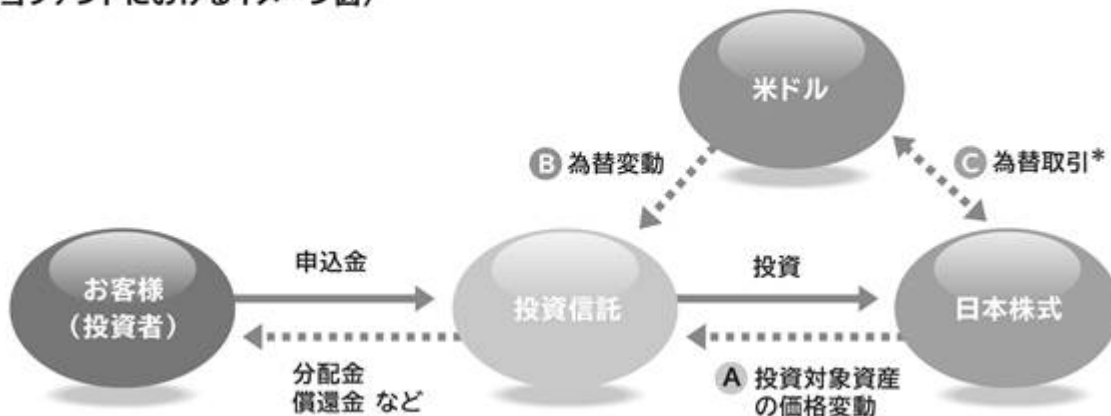 米ドル
B 為替変動
C 為替取引*
申込金
投資
お客様
（投資者）
投資信託
日本株式
分配金
償還金 など
A 投資対象資産
の価格変動